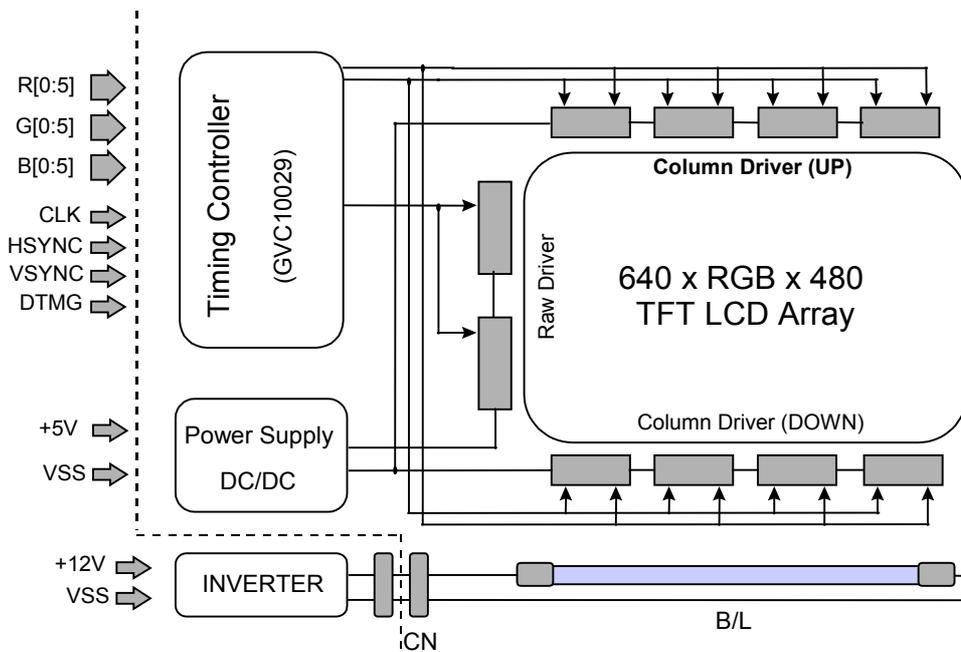 R[0:5]
G[0:5]
B[0:5]
CLK
HSYNC
VSYNC
DTMG
+5V
VSS
+12V
VSS
Timing Controller
(GVC10029)
Power Supply
DC/DC
INVERTER
CN
Column Driver (UP)
Raw Driver
640 x RGB x 480
TFT LCD Array
Column Driver (DOWN)
B/L